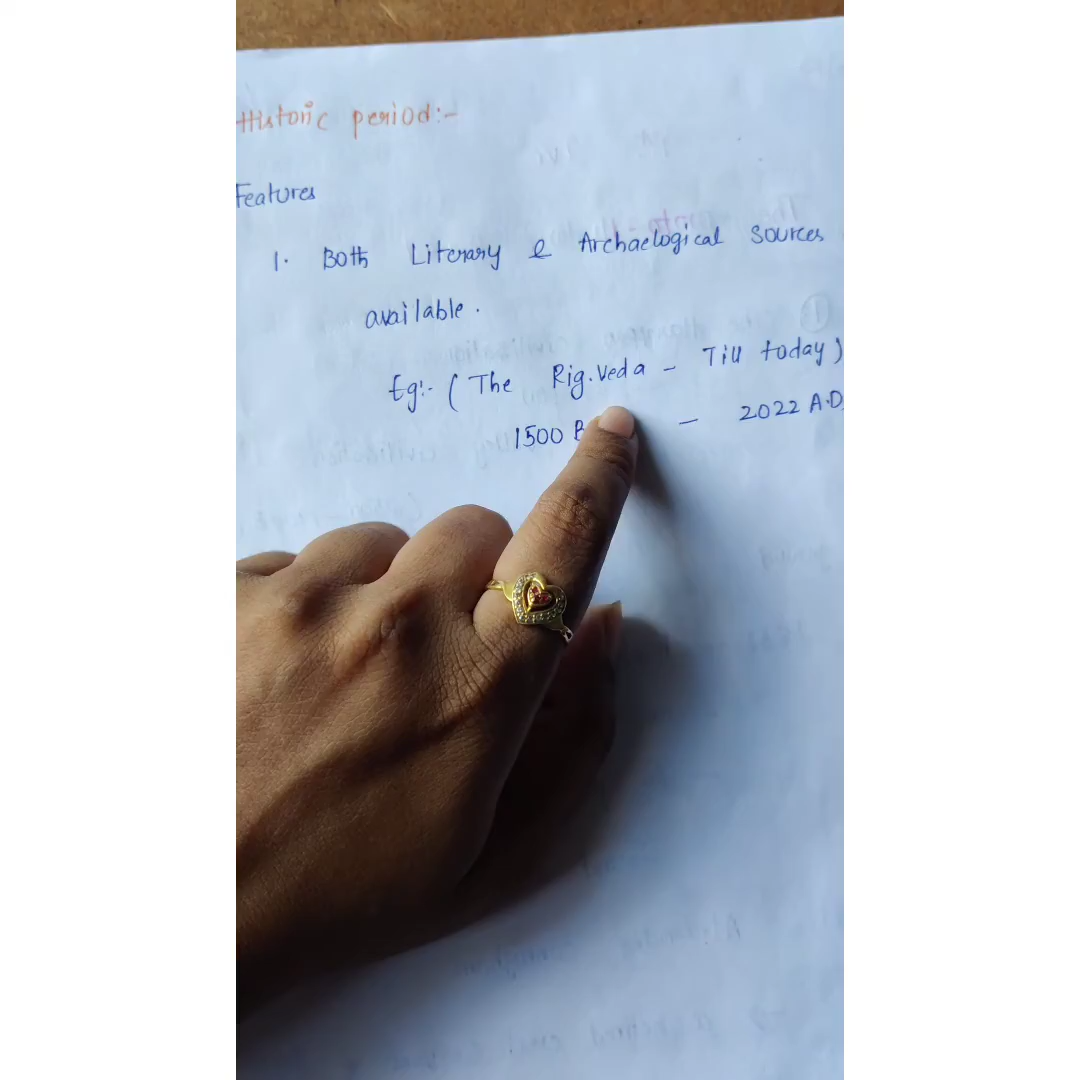 Historic period:-
Features
1. Both Literary & Archaelogical Sources
available.
Eg:- (The Rig.Veda - Till today)
1500 B - 2022 A.D.